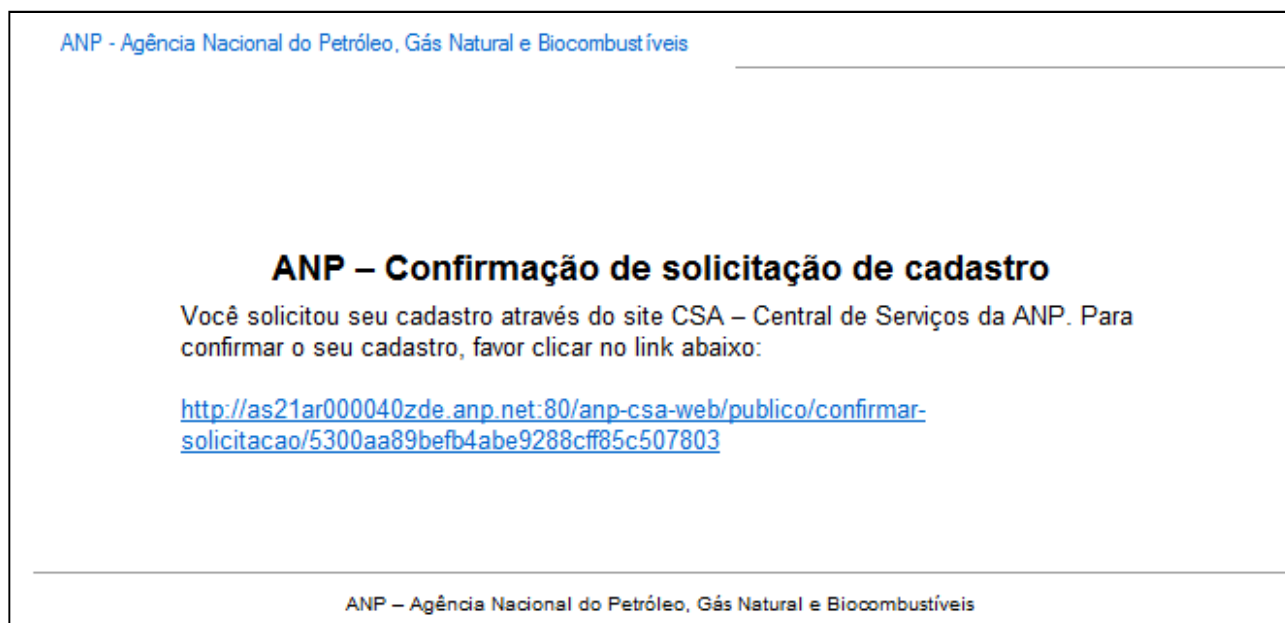 ANP - Agência Nacional do Petróleo, Gás Natural e Biocombustíveis
ANP – Confirmação de solicitação de cadastro
Você solicitou seu cadastro através do site CSA – Central de Serviços da ANP. Para
confirmar o seu cadastro, favor clicar no link abaixo:
http://as21ar000040zde.anp.net:80/anp-csa-web/publico/confirmar-
solicitacao/5300aa89befb4abe9288cff85c507803
ANP – Agência Nacional do Petróleo, Gás Natural e Biocombustíveis